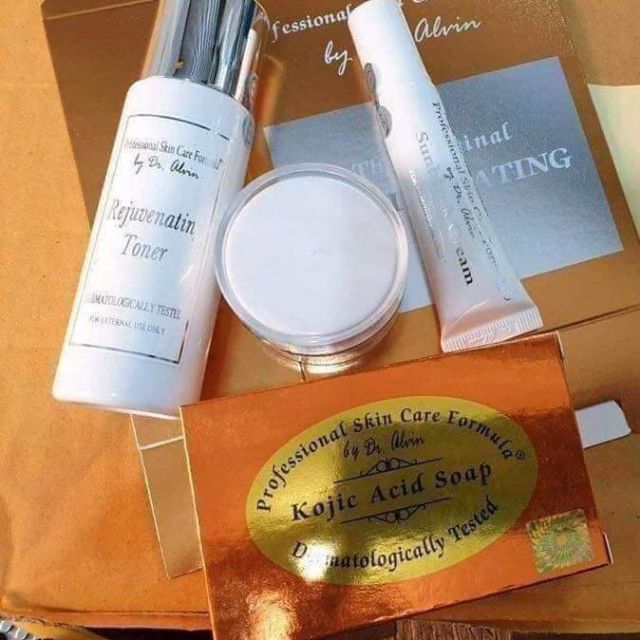 Professional Skin Care Formula®
by Dr. Alvin
Rejuvenatin
Toner
DERMATOLOGICALLY TESTED
FOR EXTERNAL USE ONLY
fessional
by Alvin
Professional Skin Care Formula
by Dr. Alvin
Cream
inal
ATING
Professional Skin Care Formula®
by Dr. Alvin
Kojic Acid Soap
Dermatologically Tested